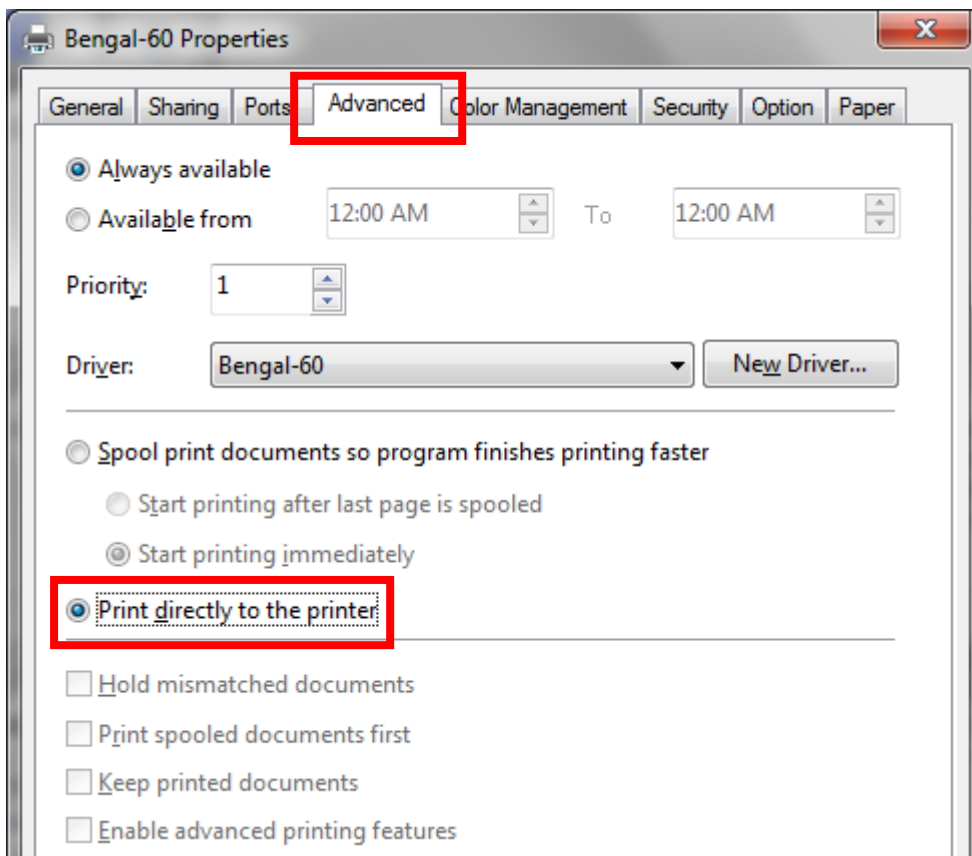 Bengal-60 Properties
General Sharing Ports Advanced Color Management Security Option Paper
Always available
Available from 12:00 AM To 12:00 AM
Priority: 1
Driver: Bengal-60 New Driver...
Spool print documents so program finishes printing faster
Start printing after last page is spooled
Start printing immediately
Print directly to the printer
Hold mismatched documents
Print spooled documents first
Keep printed documents
Enable advanced printing features